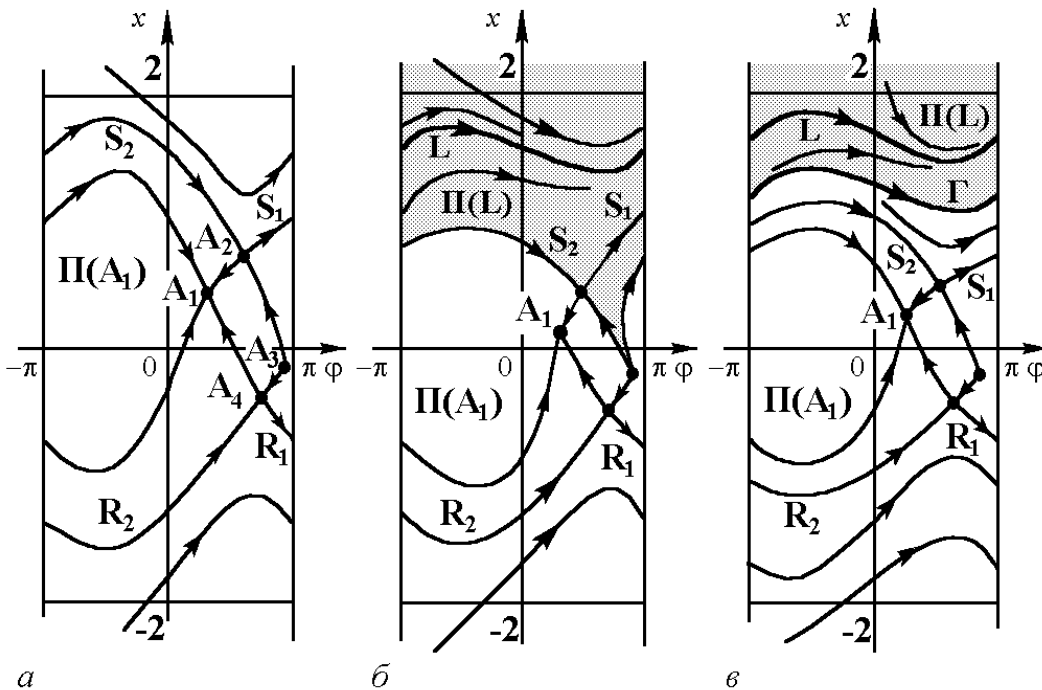 x
2
S₂
S₁
A₂
П(A₁)
A₁
−π
0
A₃
π φ
A₄
R₁
R₂
-2
а
x
2
L
П(L)
S₁
S₂
A₁
−π
0
π φ
П(A₁)
R₁
R₂
-2
б
x
2
L
П(L)
Г
S₂
S₁
A₁
−π
0
π φ
П(A₁)
R₁
R₂
-2
в